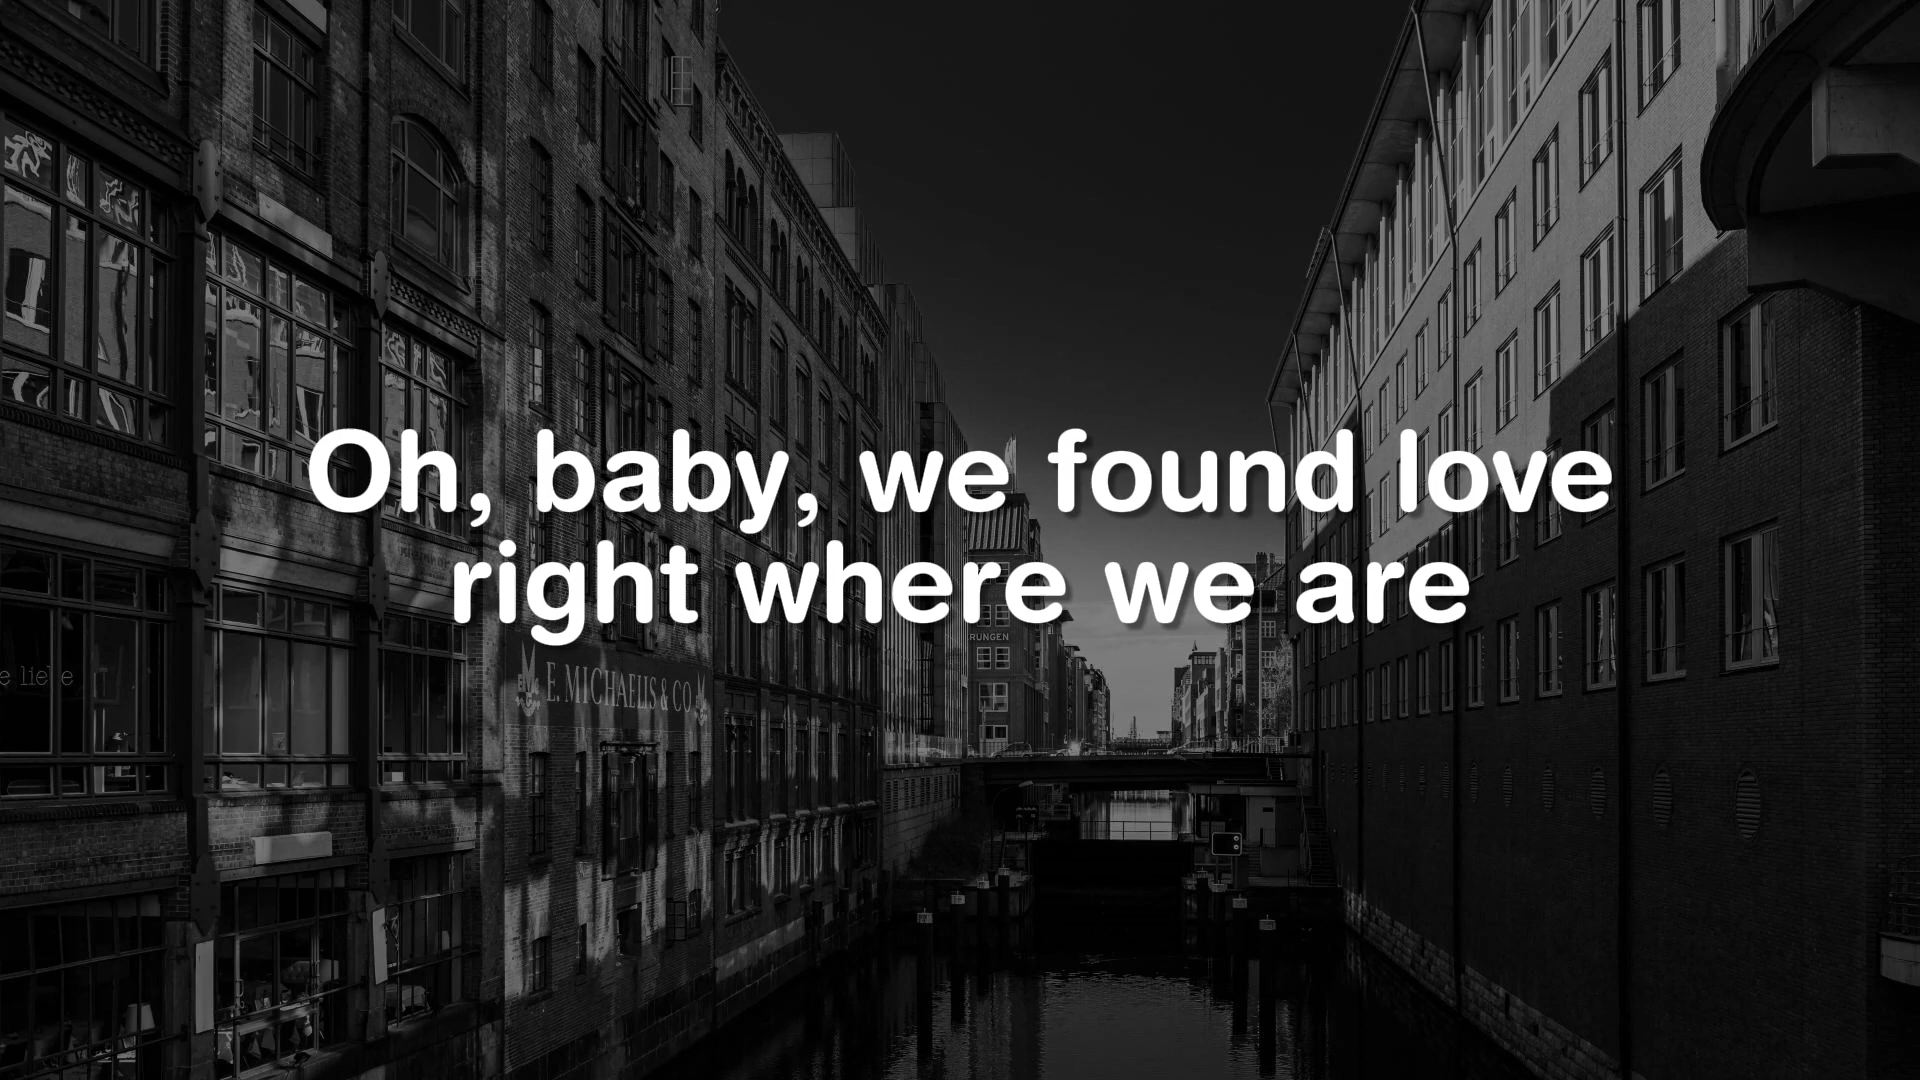 Oh, baby, we found love
right where we are
RUNGEN
E. MICHAELIS & CO